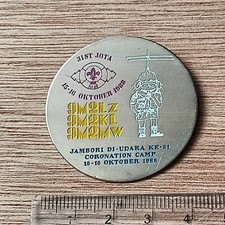 31ST JOTA
15-16 OKTOBER 1988
9M2LZ
9M2KL
9M2MW
JAMBORI DI-UDARA KE-31
CORONATION CAMP
15-16 OKTOBER 1988
1
2
3
4